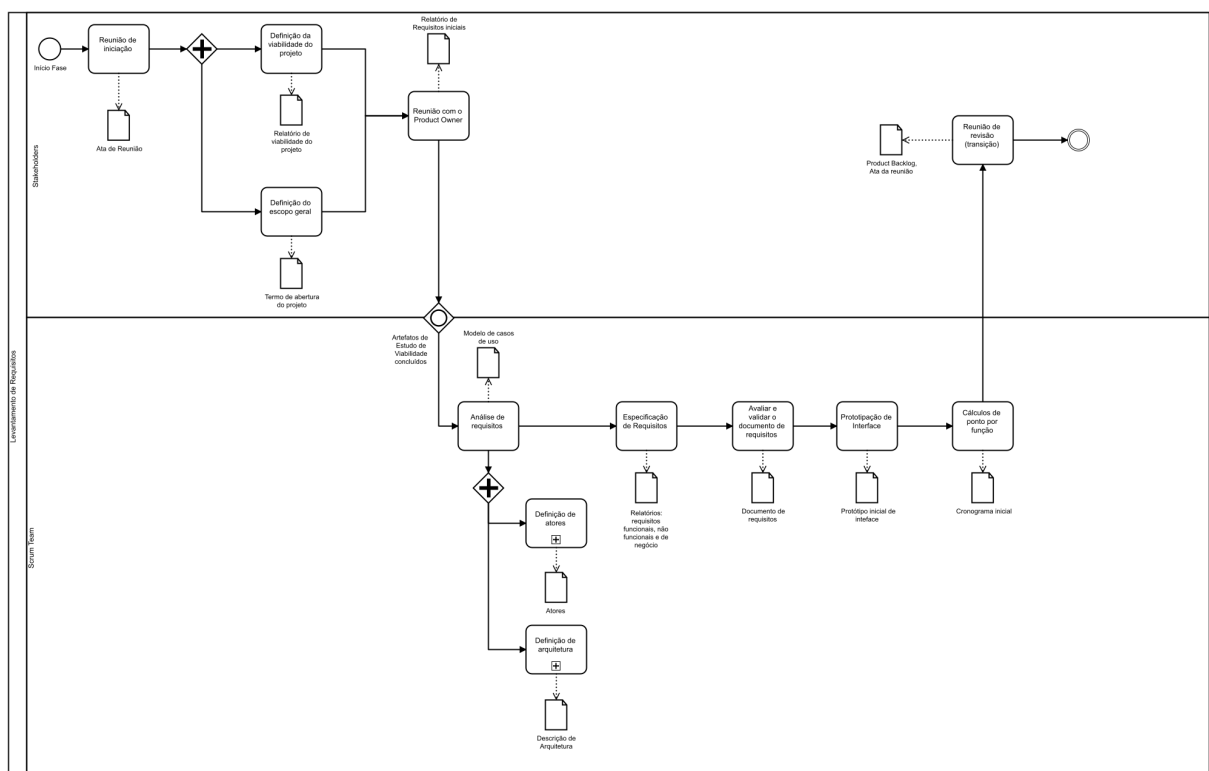 Levantamento de Requisitos
Stakeholders
Início Fase
Reunião de
iniciação
Ata de Reunião
Definição da
viabilidade do
projeto
Relatório de
viabilidade do
projeto
Definição do
escopo geral
Termo de abertura
do projeto
Relatório de
Requisitos iniciais
Reunião com o
Product Owner
Reunião de
revisão
(transição)
Product Backlog,
Ata da reunião
Scrum Team
Artefatos de
Estudo de
Viabilidade
concluídos
Modelo de casos
de uso
Análise de
requisitos
Especificação
de Requisitos
Relatórios:
requisitos
funcionais, não
funcionais e de
negócio
Avaliar e
validar o
documento de
requisitos
Documento de
requisitos
Prototipação de
Interface
Protótipo inicial de
inteface
Cálculos de
ponto por
função
Cronograma inicial
Definição de
atores
Atores
Definição de
arquitetura
Descrição de
Arquitetura